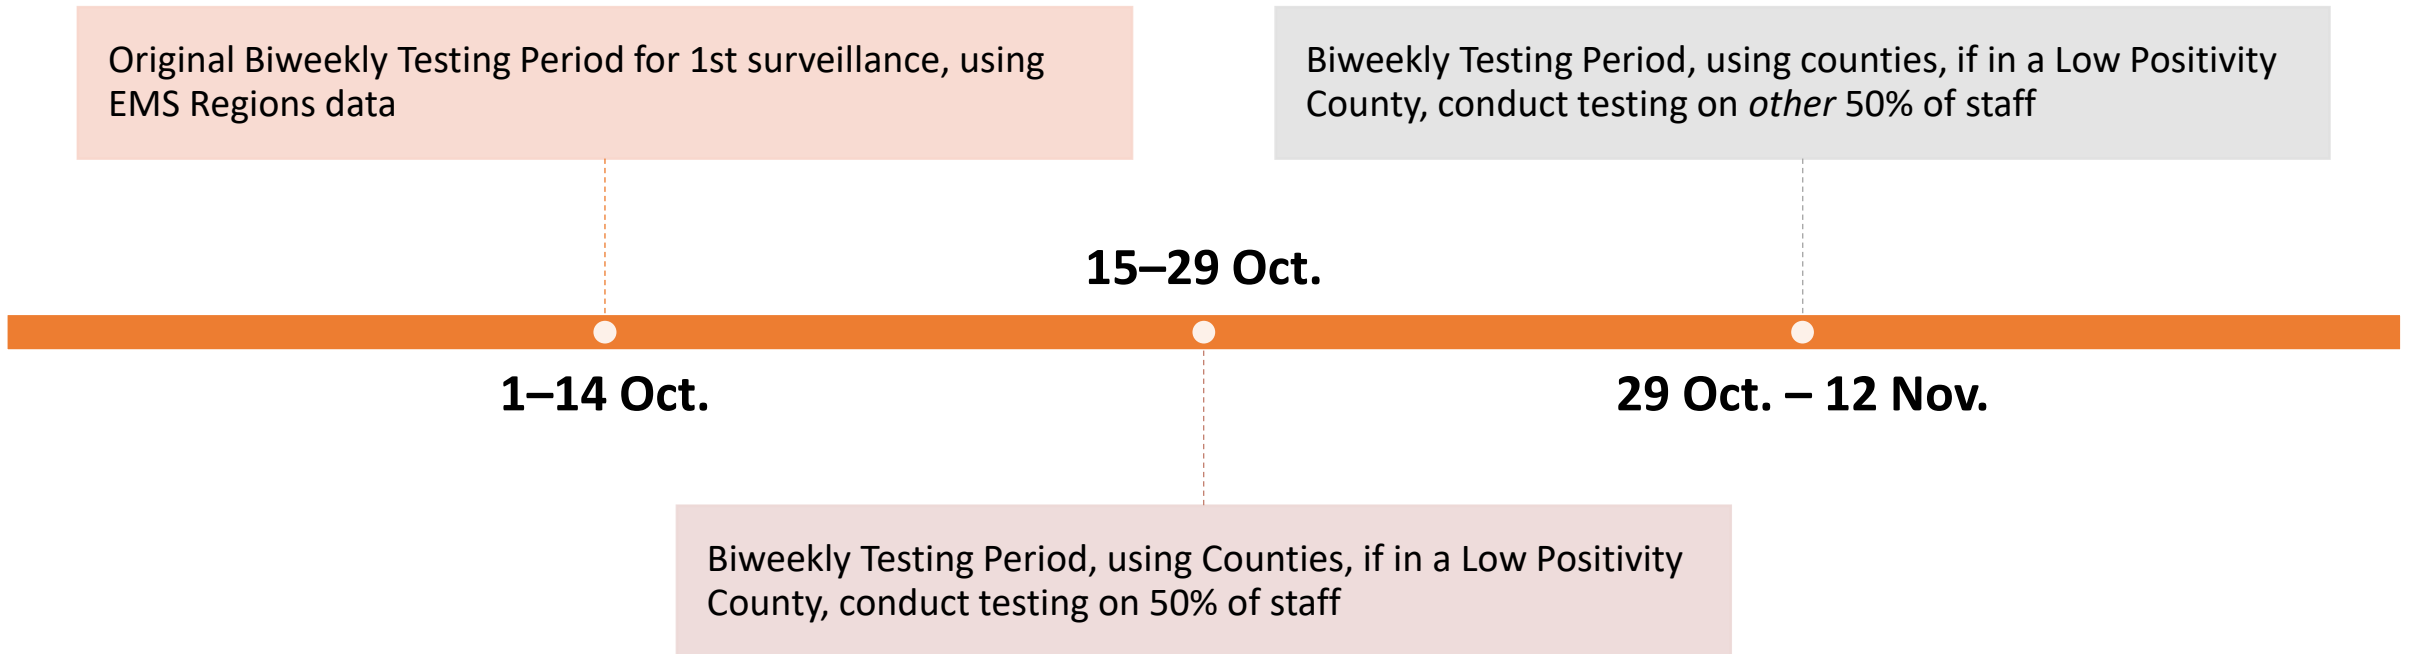 Original Biweekly Testing Period for 1st surveillance, using
EMS Regions data
Biweekly Testing Period, using counties, if in a Low Positivity
County, conduct testing on other 50% of staff
15–29 Oct.
1–14 Oct.
29 Oct. – 12 Nov.
Biweekly Testing Period, using Counties, if in a Low Positivity
County, conduct testing on 50% of staff